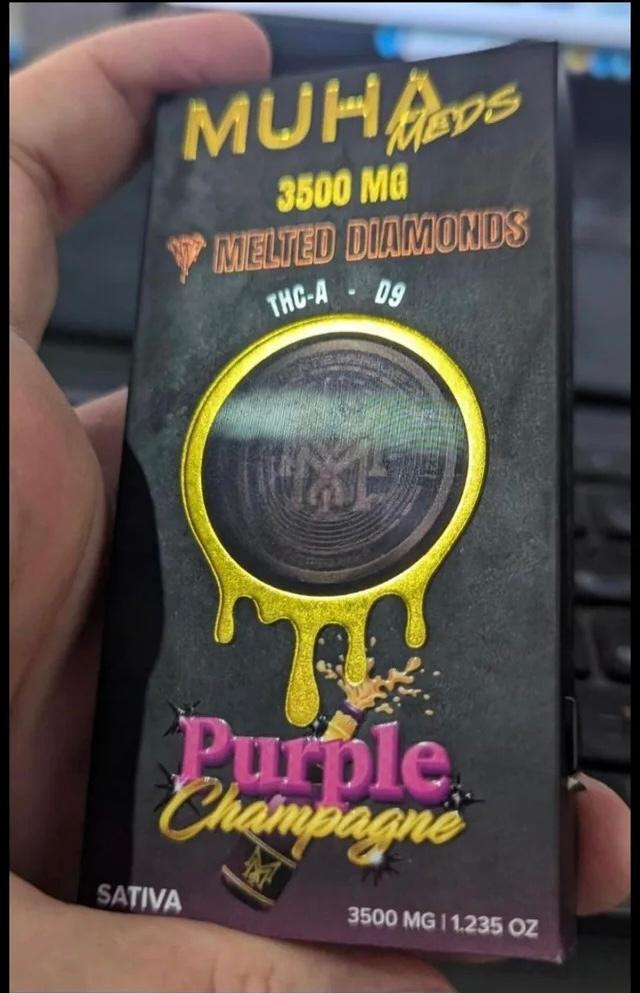 MUHA MEDS
3500 MG
MELTED DIAMONDS
THC-A - D9
Purple
Champagne
SATIVA
3500 MG | 1.235 OZ